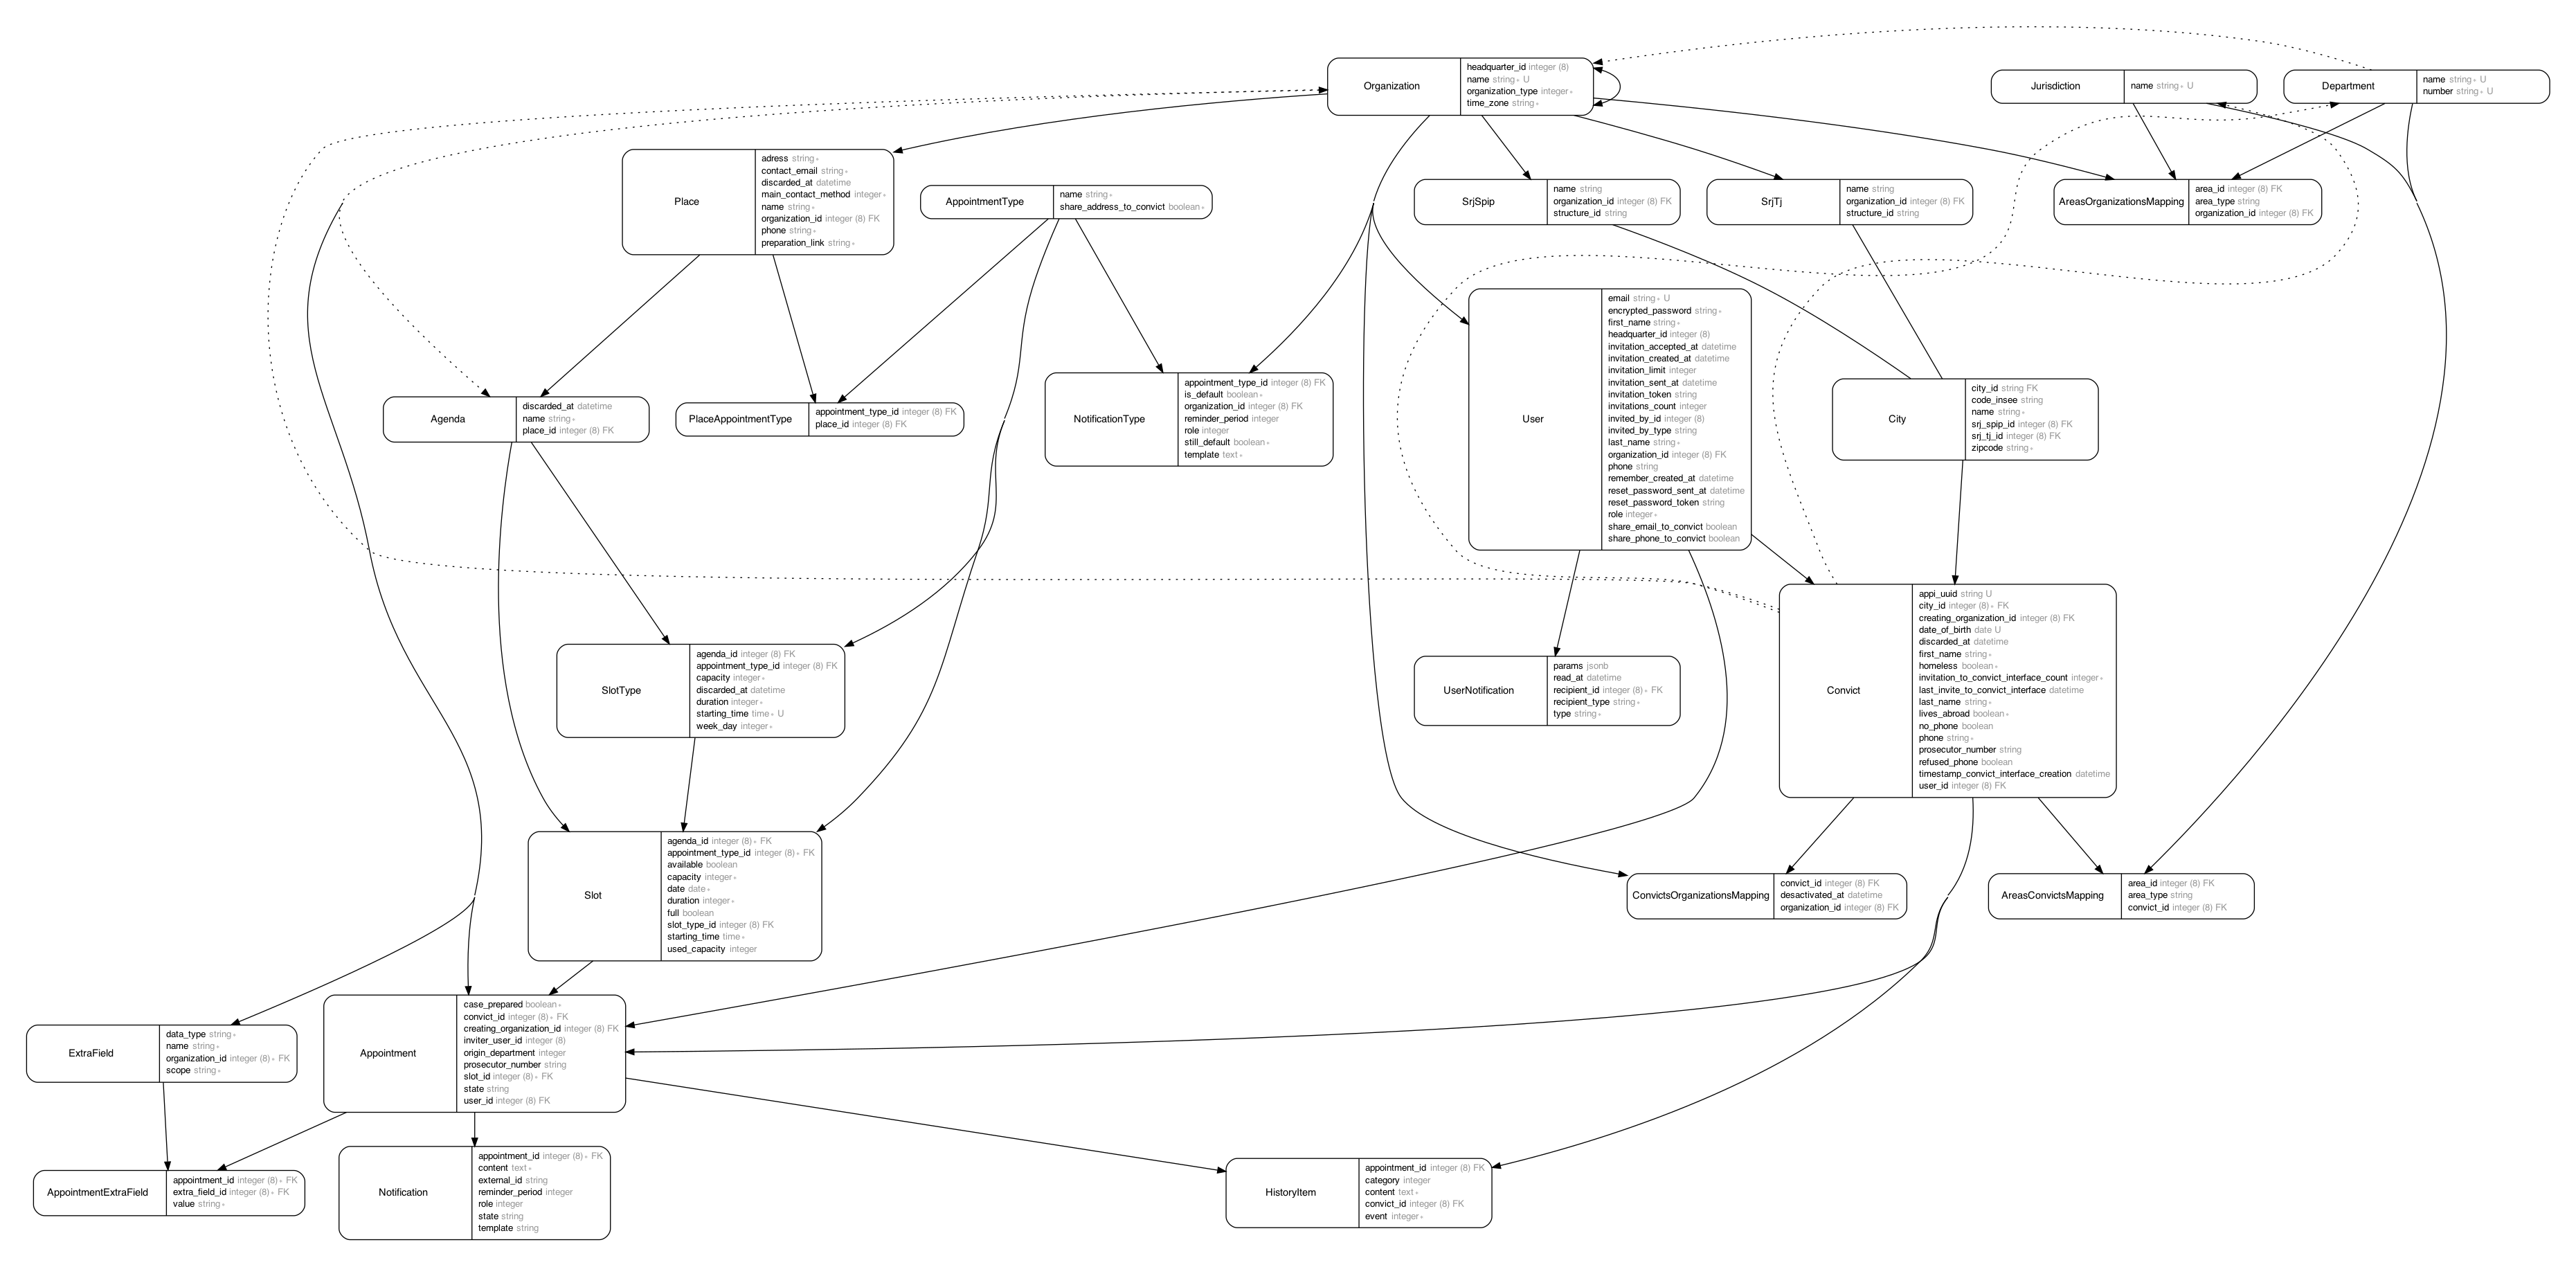 Organization
headquarter_id integer (8)
name string∗ U
organization_type integer∗
time_zone string∗
Jurisdiction
name string∗ U
Department
name string∗ U
number string∗ U
Place
adress string∗
contact_email string∗
discarded_at datetime
main_contact_method integer∗
name string∗
organization_id integer (8) FK
phone string∗
preparation_link string∗
AppointmentType
name string∗
share_address_to_convict boolean∗
SrjSpip
name string
organization_id integer (8) FK
structure_id string
SrjTj
name string
organization_id integer (8) FK
structure_id string
AreasOrganizationsMapping
area_id integer (8) FK
area_type string
organization_id integer (8) FK
Agenda
discarded_at datetime
name string∗
place_id integer (8) FK
PlaceAppointmentType
appointment_type_id integer (8) FK
place_id integer (8) FK
NotificationType
appointment_type_id integer (8) FK
is_default boolean∗
organization_id integer (8) FK
reminder_period integer
role integer
still_default boolean∗
template text∗
User
email string∗ U
encrypted_password string∗
first_name string∗
headquarter_id integer (8)
invitation_accepted_at datetime
invitation_created_at datetime
invitation_limit integer
invitation_sent_at datetime
invitation_token string
invitations_count integer
invited_by_id integer (8)
invited_by_type string
last_name string∗
organization_id integer (8) FK
phone string
remember_created_at datetime
reset_password_sent_at datetime
reset_password_token string
role integer∗
share_email_to_convict boolean
share_phone_to_convict boolean
City
city_id string FK
code_insee string
name string∗
srj_spip_id integer (8) FK
srj_tj_id integer (8) FK
zipcode string∗
SlotType
agenda_id integer (8) FK
appointment_type_id integer (8) FK
capacity integer∗
discarded_at datetime
duration integer∗
starting_time time∗ U
week_day integer∗
UserNotification
params jsonb
read_at datetime
recipient_id integer (8)∗ FK
recipient_type string∗
type string∗
Convict
appi_uuid string U
city_id integer (8)∗ FK
creating_organization_id integer (8) FK
date_of_birth date U
discarded_at datetime
first_name string∗
homeless boolean∗
invitation_to_convict_interface_count integer∗
last_invite_to_convict_interface datetime
last_name string∗
lives_abroad boolean∗
no_phone boolean
phone string∗
prosecutor_number string
refused_phone boolean
timestamp_convict_interface_creation datetime
user_id integer (8) FK
Slot
agenda_id integer (8)∗ FK
appointment_type_id integer (8)∗ FK
available boolean
capacity integer∗
date date∗
duration integer∗
full boolean
slot_type_id integer (8) FK
starting_time time∗
used_capacity integer
ConvictsOrganizationsMapping
convict_id integer (8) FK
desactivated_at datetime
organization_id integer (8) FK
AreasConvictsMapping
area_id integer (8) FK
area_type string
convict_id integer (8) FK
ExtraField
data_type string∗
name string∗
organization_id integer (8)∗ FK
scope string∗
Appointment
case_prepared boolean∗
convict_id integer (8)∗ FK
creating_organization_id integer (8) FK
inviter_user_id integer (8)
origin_department integer
prosecutor_number string
slot_id integer (8)∗ FK
state string
user_id integer (8) FK
AppointmentExtraField
appointment_id integer (8)∗ FK
extra_field_id integer (8)∗ FK
value string∗
Notification
appointment_id integer (8)∗ FK
content text∗
external_id string
reminder_period integer
role integer
state string
template string
HistoryItem
appointment_id integer (8) FK
category integer
content text∗
convict_id integer (8) FK
event integer∗